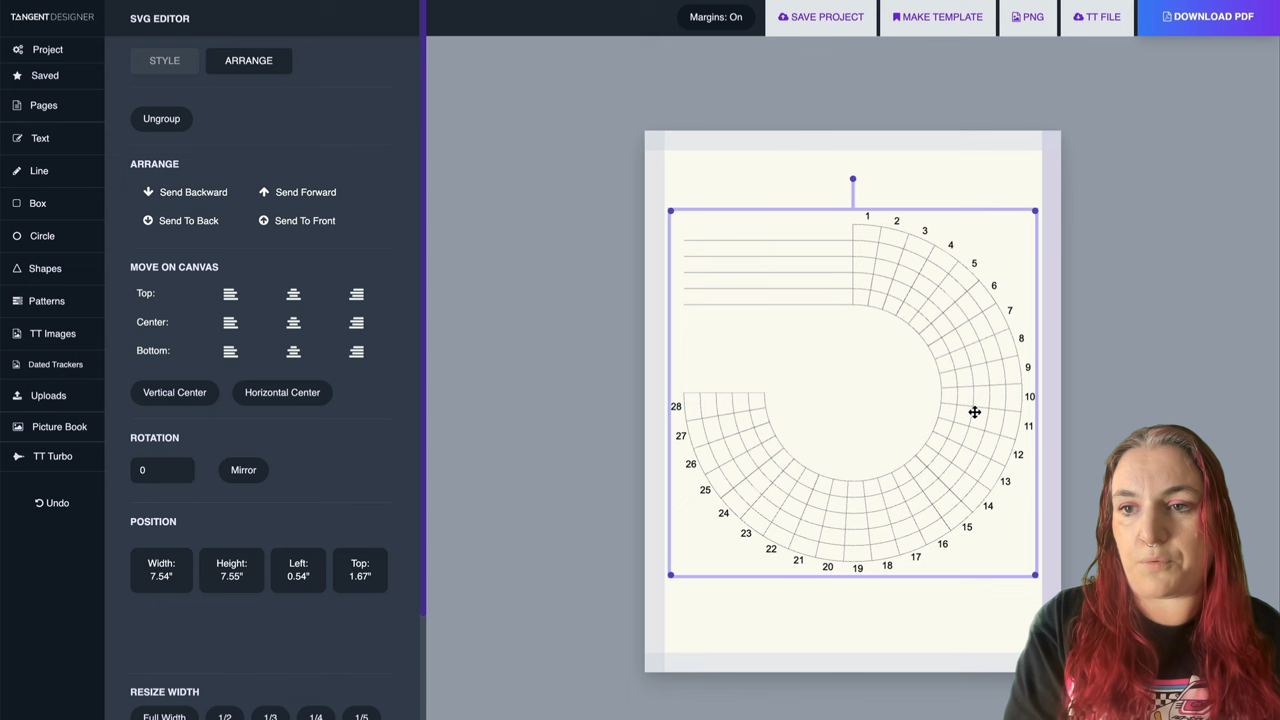 TANGENTDESIGNER
SVG EDITOR
Margins: On
SAVE PROJECT
MAKE TEMPLATE
PNG
TT FILE
DOWNLOAD PDF
Project
Saved
Pages
Text
Line
Box
Circle
Shapes
Patterns
TT Images
Dated Trackers
Uploads
Picture Book
TT Turbo
Undo
STYLE
ARRANGE
Ungroup
ARRANGE
Send Backward
Send Forward
Send To Back
Send To Front
MOVE ON CANVAS
Top:
Center:
Bottom:
Vertical Center
Horizontal Center
ROTATION
0
Mirror
POSITION
Width:
7.54"
Height:
7.55"
Left:
0.54"
Top:
1.67"
RESIZE WIDTH
Full Width
1/2
1/3
1/4
1/5
1
2
3
4
5
6
7
8
9
10
11
12
13
14
15
16
17
18
19
20
21
22
23
24
25
26
27
28